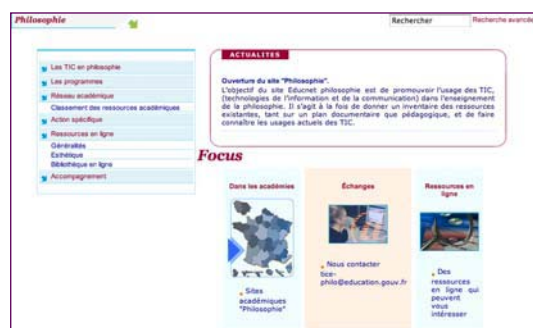 Philosophie
Rechercher
Recherche avancée
Les TIC en philosophie
Les programmes
Réseau académique
Classement des ressources académiques
Action spécifique
Ressources en ligne
Généralités
Esthétique
Bibliothèque en ligne
Accompagnement
ACTUALITES
Ouverture du site "Philosophie".
L'objectif du site Educnet philosophie est de promouvoir l'usage des TIC,
(technologies de l'information et de la communication) dans l'enseignement
de la philosophie. Il s'agit à la fois de donner un inventaire des ressources
existantes, tant sur un plan documentaire que pédagogique, et de faire
connaître les usages actuels des TIC.
Focus
Dans les académies
Sites
académiques
"Philosophie"
Échanges
Nous contacter
tice-
philo@education.gouv.fr
Ressources en
ligne
Des
ressources
en ligne qui
peuvent
vous
intéresser